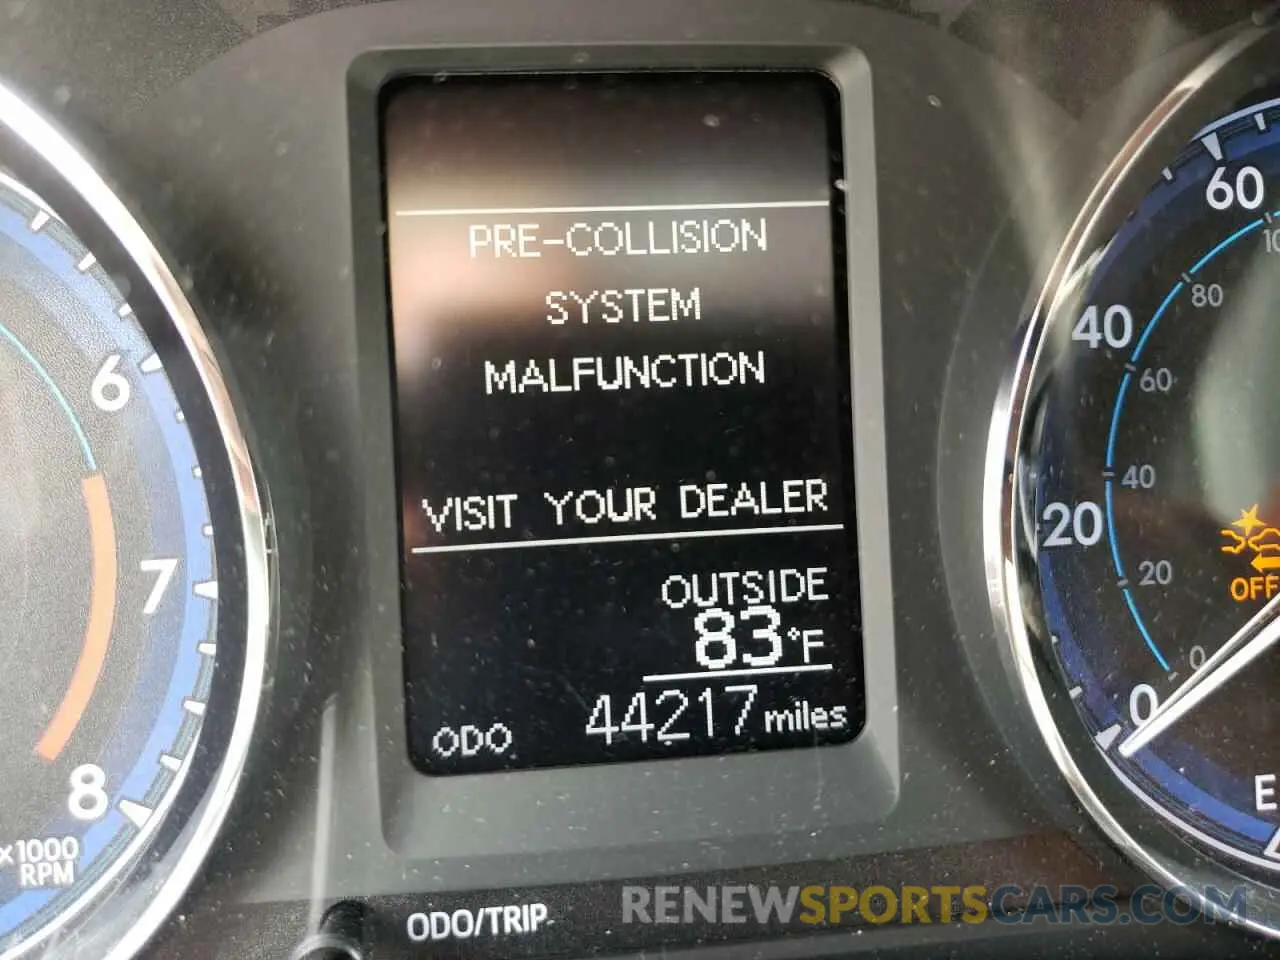 PRE-COLLISION
SYSTEM
MALFUNCTION
VISIT YOUR DEALER
OUTSIDE
83°F
ODO 44217 miles
6
7
8
x1000
RPM
60
80
40
60
40
20
20
OFF
0
0
E
ODO/TRIP
RENEWSPORTSCARS.COM